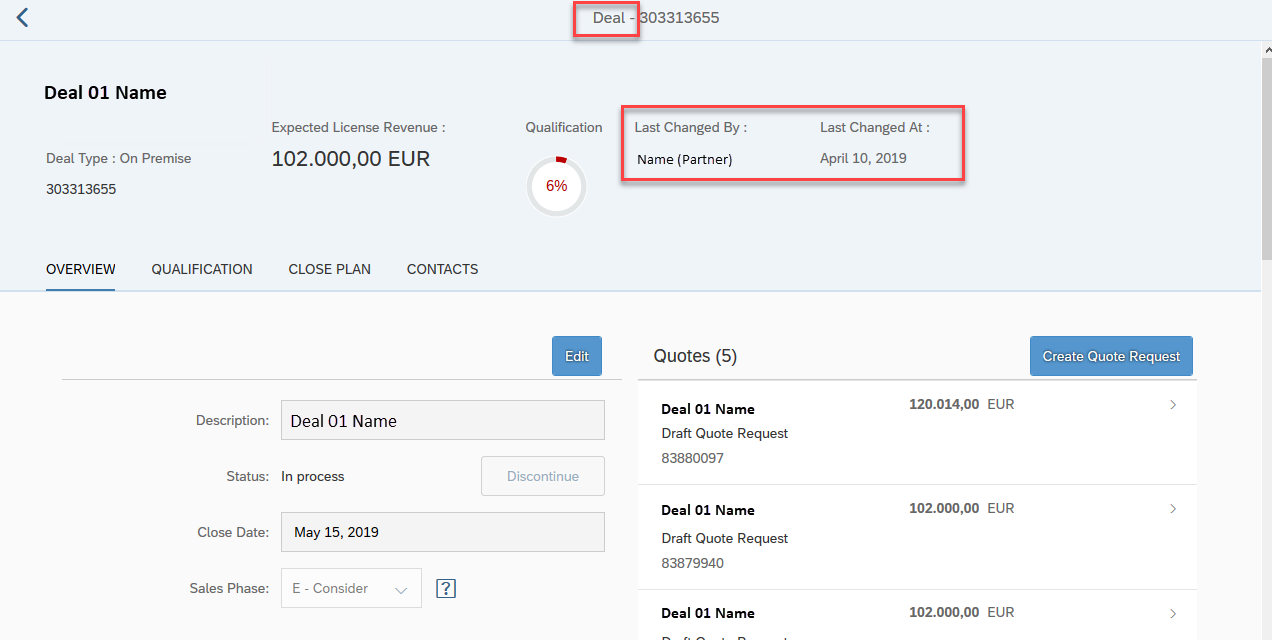 Deal - 303313655
Deal 01 Name
Deal Type : On Premise
303313655
Expected License Revenue :
102.000,00 EUR
Qualification
6%
Last Changed By :
Name (Partner)
Last Changed At :
April 10, 2019
OVERVIEW QUALIFICATION CLOSE PLAN CONTACTS
Edit
Description: Deal 01 Name
Status: In process Discontinue
Close Date: May 15, 2019
Sales Phase: E - Consider ?
Quotes (5) Create Quote Request
Deal 01 Name 120.014,00 EUR
Draft Quote Request
83880097
Deal 01 Name 102.000,00 EUR
Draft Quote Request
83879940
Deal 01 Name 102.000,00 EUR